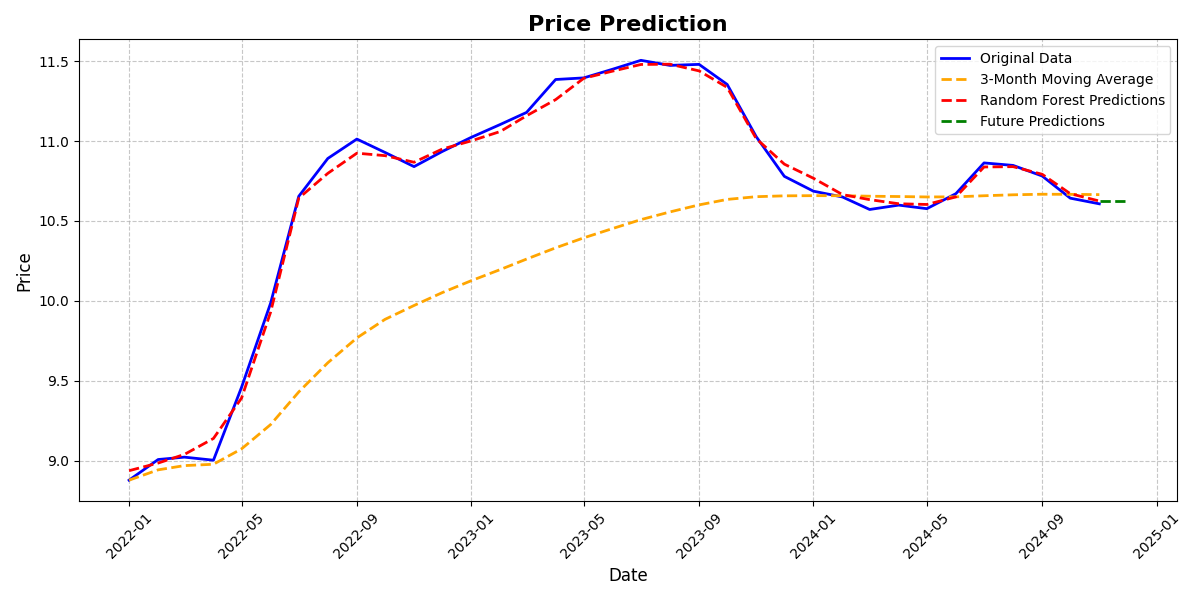 Price Prediction
Original Data
3-Month Moving Average
Random Forest Predictions
Future Predictions
Price
11.5
11.0
10.5
10.0
9.5
9.0
2022-01
2022-05
2022-09
2023-01
2023-05
2023-09
2024-01
2024-05
2024-09
2025-01
Date